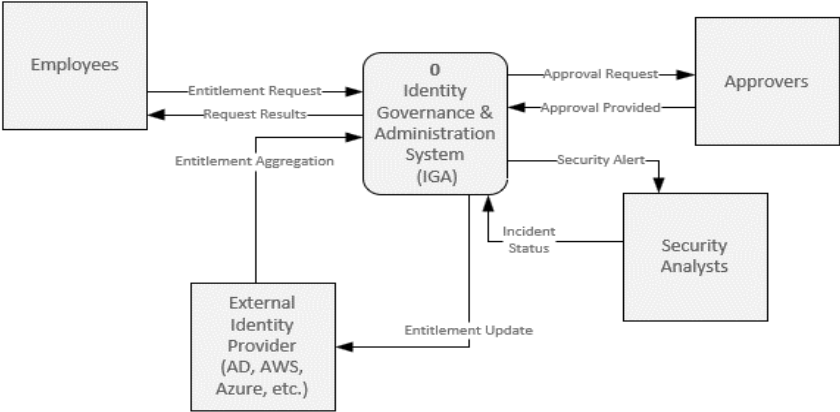 Employees
Entitlement Request
Request Results
Entitlement Aggregation
0
Identity
Governance &
Administration
System
(IGA)
Approval Request
Approval Provided
Approvers
Security Alert
Incident
Status
Security
Analysts
External
Identity
Provider
(AD, AWS,
Azure, etc.)
Entitlement Update